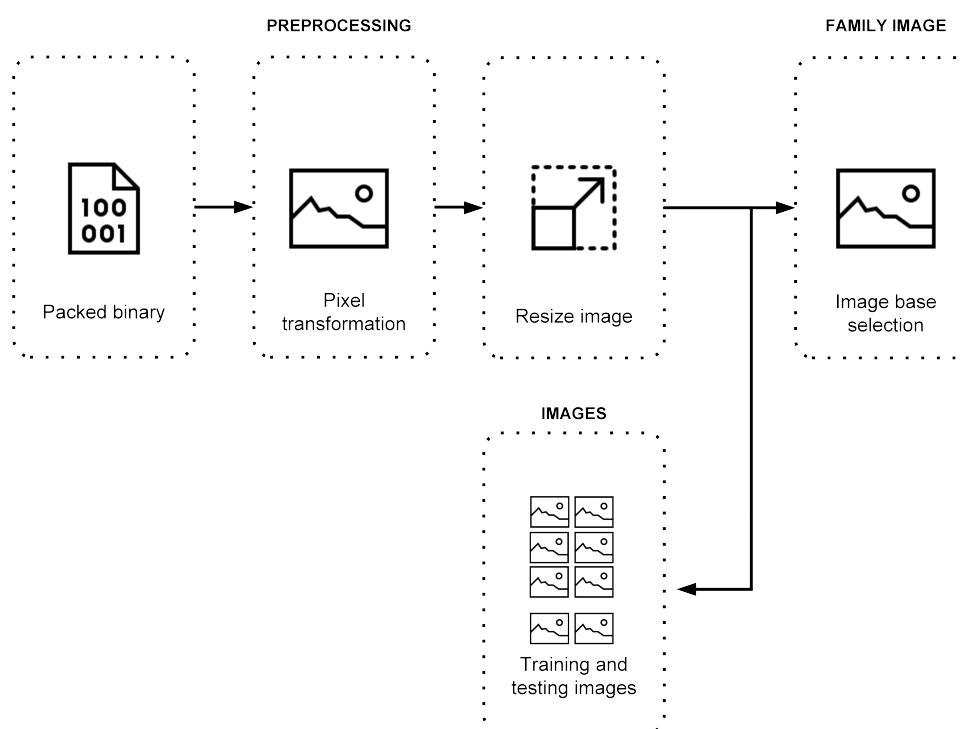 PREPROCESSING
FAMILY IMAGE
100
001
Packed binary
Pixel
transformation
Resize image
Image base
selection
IMAGES
Training and
testing images